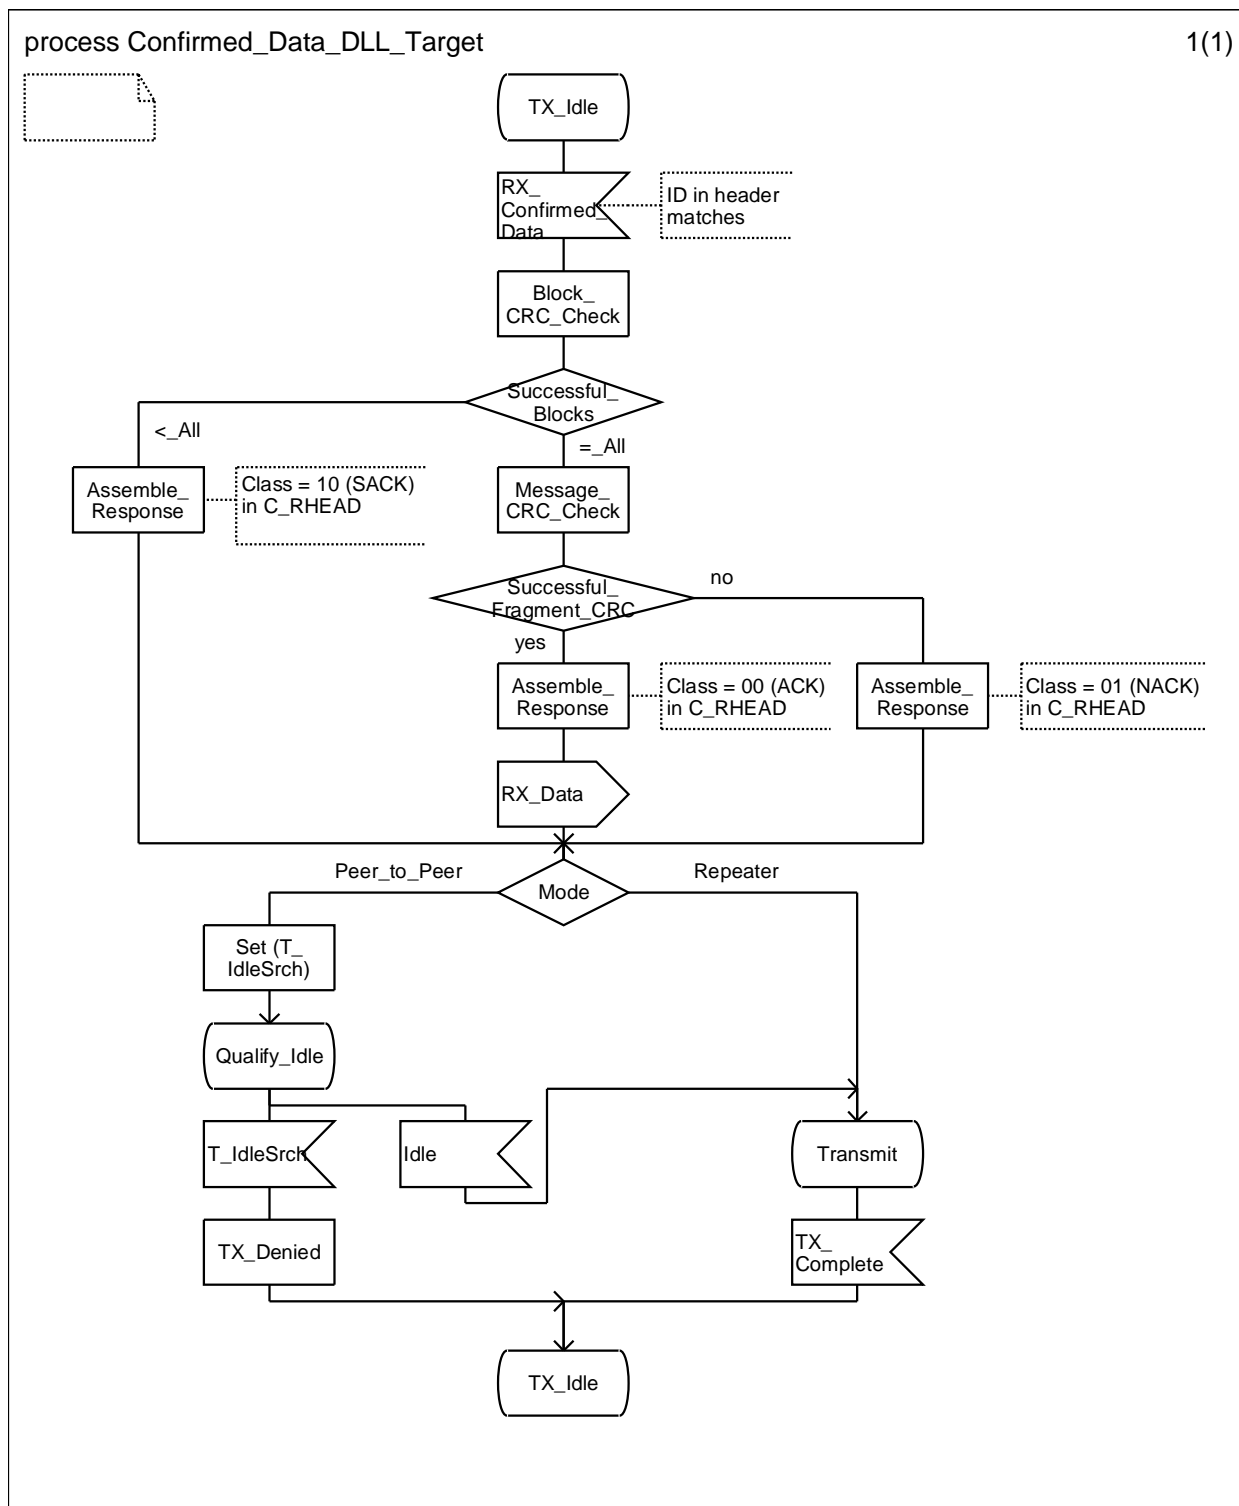 process Confirmed_Data_DLL_Target
1(1)
TX_Idle
RX_
Confirmed_
Data
ID in header
matches
Block_
CRC_Check
Successful_
Blocks
<_All
=_All
Assemble_
Response
Class = 10 (SACK)
in C_RHEAD
Message_
CRC_Check
Successful_
Fragment_CRC
no
yes
Assemble_
Response
Class = 00 (ACK)
in C_RHEAD
Assemble_
Response
Class = 01 (NACK)
in C_RHEAD
RX_Data
Peer_to_Peer
Mode
Repeater
Set (T_
IdleSrch)
Qualify_Idle
T_IdleSrch
Idle
Transmit
TX_Denied
TX_
Complete
TX_Idle